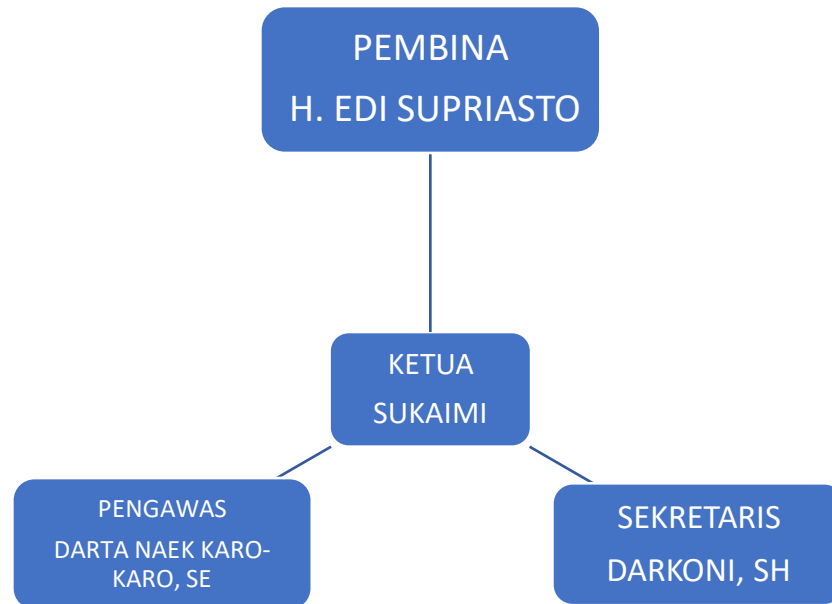 PEMBINA
H. EDI SUPRIASTO
KETUA
SUKAIMI
PENGAWAS
DARTA NAEK KARO-
KARO, SE
SEKRETARIS
DARKONI, SH